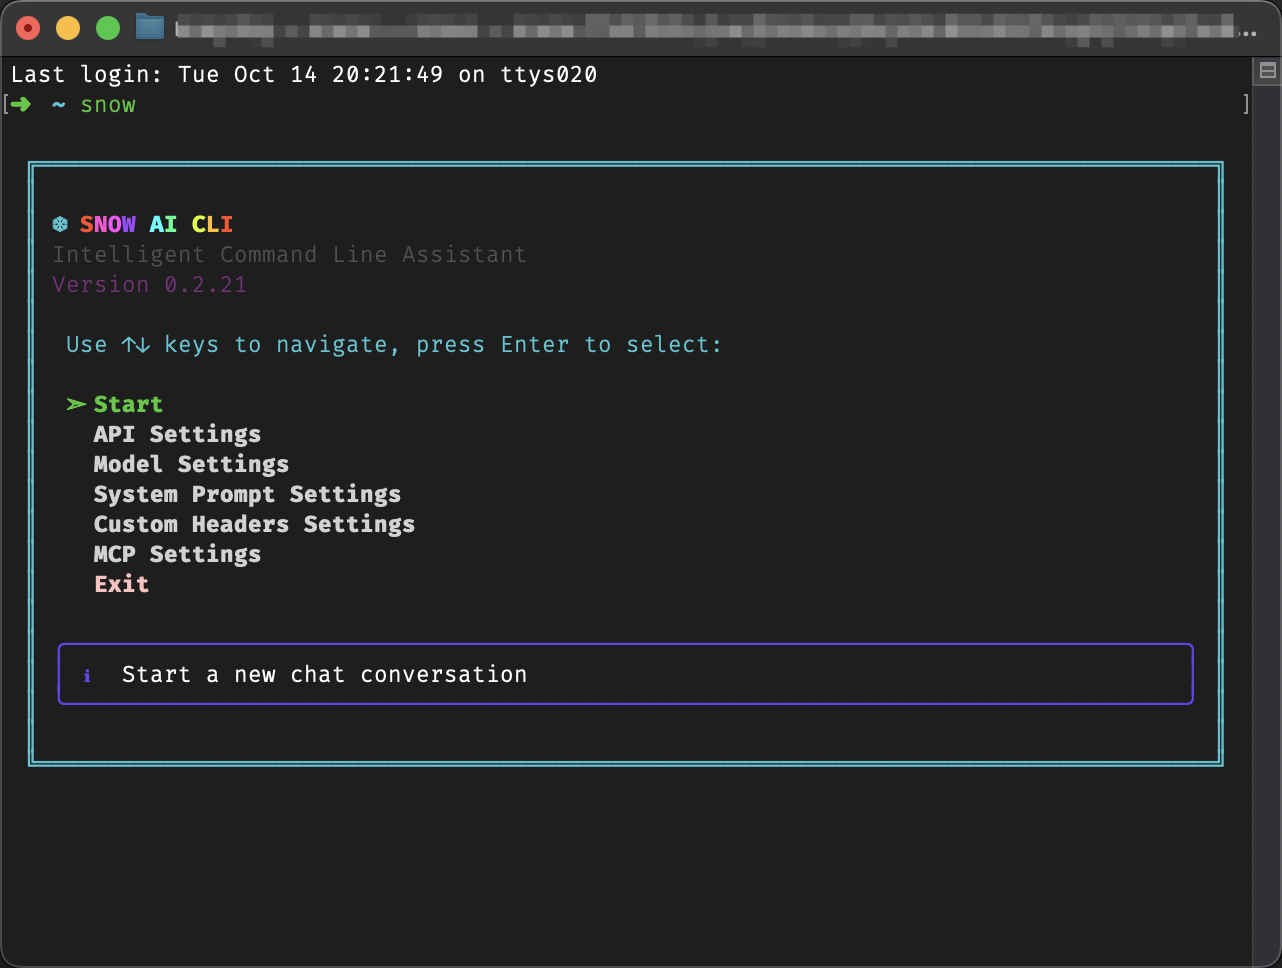 Last login: Tue Oct 14 20:21:49 on ttys020
[➜ ~ snow ]
❆ SNOW AI CLI
Intelligent Command Line Assistant
Version 0.2.21
Use ↑↓ keys to navigate, press Enter to select:
➣ Start
API Settings
Model Settings
System Prompt Settings
Custom Headers Settings
MCP Settings
Exit
ℹ Start a new chat conversation